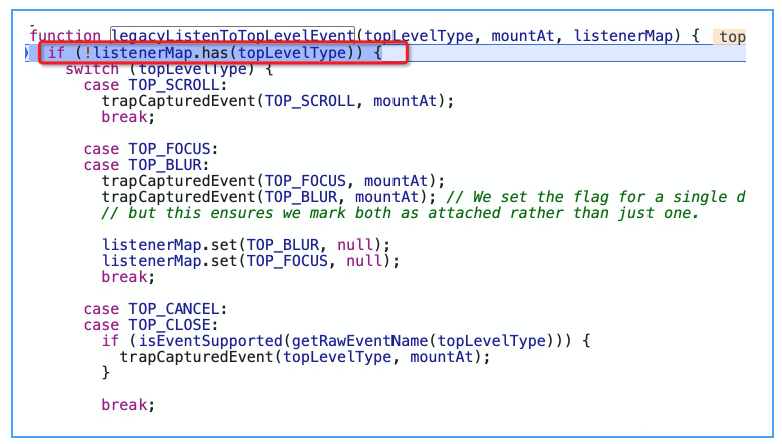 function legacyListenToTopLevelEvent(topLevelType, mountAt, listenerMap) { top
if (!listenerMap.has(topLevelType)) {
switch (topLevelType) {
case TOP_SCROLL:
trapCapturedEvent(TOP_SCROLL, mountAt);
break;
case TOP_FOCUS:
case TOP_BLUR:
trapCapturedEvent(TOP_FOCUS, mountAt);
trapCapturedEvent(TOP_BLUR, mountAt); // We set the flag for a single d
// but this ensures we mark both as attached rather than just one.
listenerMap.set(TOP_BLUR, null);
listenerMap.set(TOP_FOCUS, null);
break;
case TOP_CANCEL:
case TOP_CLOSE:
if (isEventSupported(getRawEventName(topLevelType))) {
trapCapturedEvent(topLevelType, mountAt);
}
break;